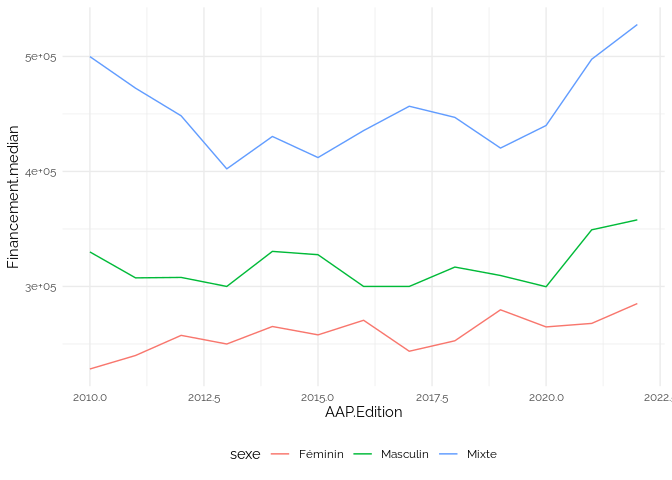 Financement.median
5e+05
4e+05
3e+05
2010.0 2012.5 2015.0 2017.5 2020.0 2022.
AAP.Edition
sexe Féminin Masculin Mixte